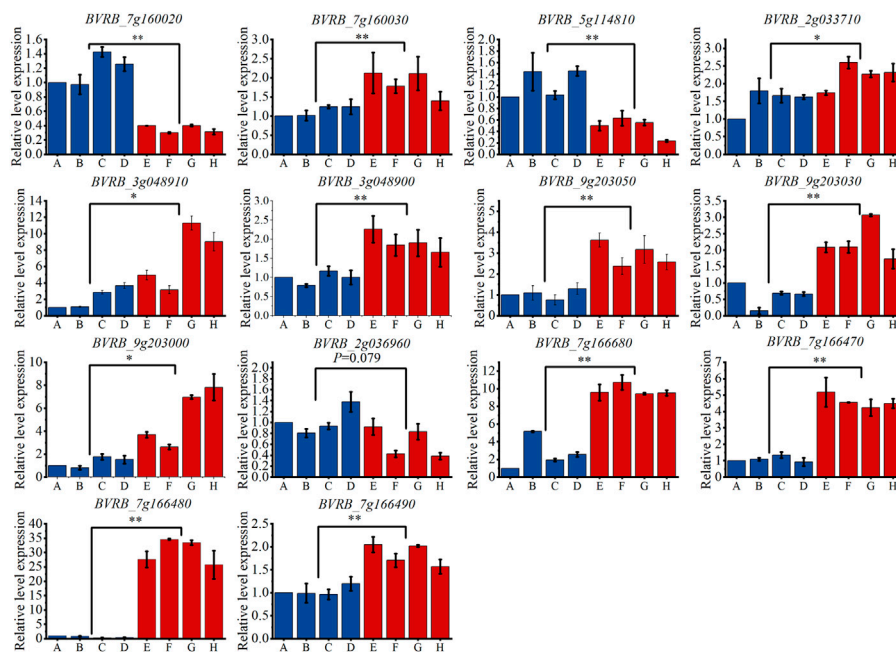 BVRB_7g160020
**
Relative level expression
1.6
1.4
1.2
1.0
0.8
0.6
0.4
0.2
0.0
A B C D E F G H
BVRB_7g160030
**
Relative level expression
3.0
2.5
2.0
1.5
1.0
0.5
0.0
A B C D E F G H
BVRB_5g114810
**
Relative level expression
2.0
1.8
1.6
1.4
1.2
1.0
0.8
0.6
0.4
0.2
0.0
A B C D E F G H
BVRB_2g033710
*
Relative level expression
3.0
2.5
2.0
1.5
1.0
0.5
0.0
A B C D E F G H
BVRB_3g048910
*
Relative level expression
14
12
10
8
6
4
2
0
A B C D E F G H
BVRB_3g048900
**
Relative level expression
3.0
2.5
2.0
1.5
1.0
0.5
0.0
A B C D E F G H
BVRB_9g203050
**
Relative level expression
5
4
3
2
1
0
A B C D E F G H
BVRB_9g203030
**
Relative level expression
3.5
3.0
2.5
2.0
1.5
1.0
0.5
0.0
A B C D E F G H
BVRB_9g203000
*
Relative level expression
10
8
6
4
2
0
A B C D E F G H
BVRB_2g036960
P=0.079
Relative level expression
2.0
1.8
1.6
1.4
1.2
1.0
0.8
0.6
0.4
0.2
0.0
A B C D E F G H
BVRB_7g166680
**
Relative level expression
12
10
8
6
4
2
0
A B C D E F G H
BVRB_7g166470
**
Relative level expression
7
6
5
4
3
2
1
0
A B C D E F G H
BVRB_7g166480
**
Relative level expression
40
35
30
25
20
15
10
5
0
A B C D E F G H
BVRB_7g166490
**
Relative level expression
2.5
2.0
1.5
1.0
0.5
0.0
A B C D E F G H